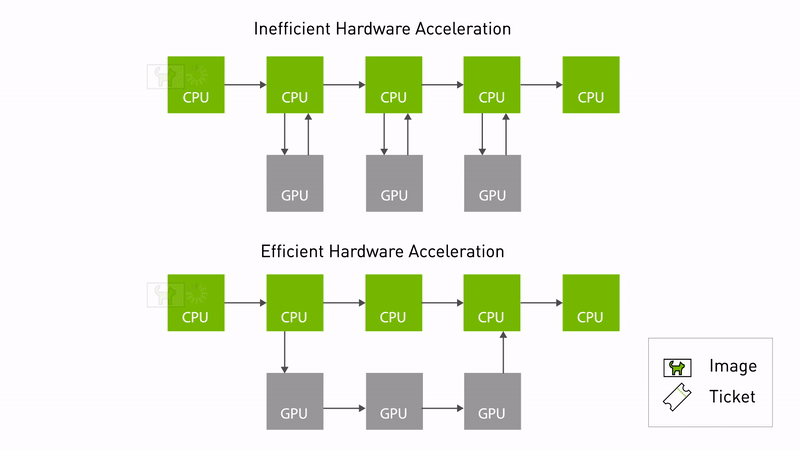 Inefficient Hardware Acceleration
CPU CPU CPU CPU CPU
GPU GPU GPU
Efficient Hardware Acceleration
CPU CPU CPU CPU CPU
GPU GPU GPU
Image
Ticket